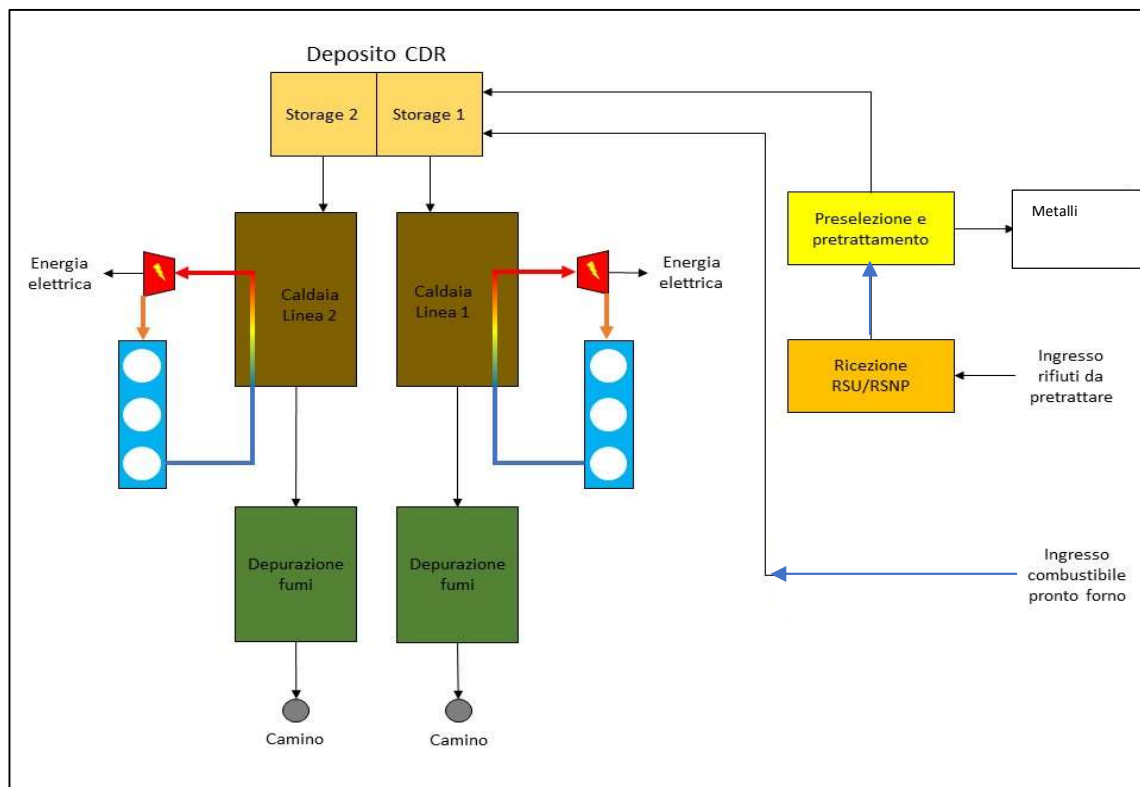 Deposito CDR
Storage 2
Storage 1
Preselezione e
pretrattamento
Metalli
Energia
elettrica
Caldaia
Linea 2
Caldaia
Linea 1
Energia
elettrica
Ricezione
RSU/RSNP
Ingresso
rifiuti da
pretrattare
Depurazione
fumi
Depurazione
fumi
Ingresso
combustibile
pronto forno
Camino
Camino